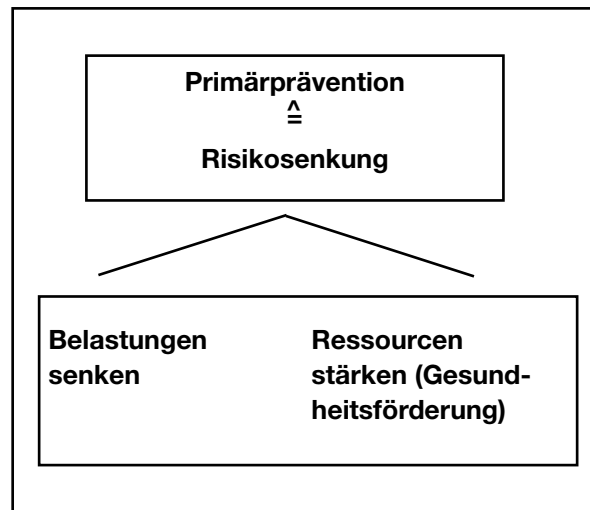 Primärprävention
≙
Risikosenkung
Belastungen
senken
Ressourcen
stärken (Gesund-
heitsförderung)